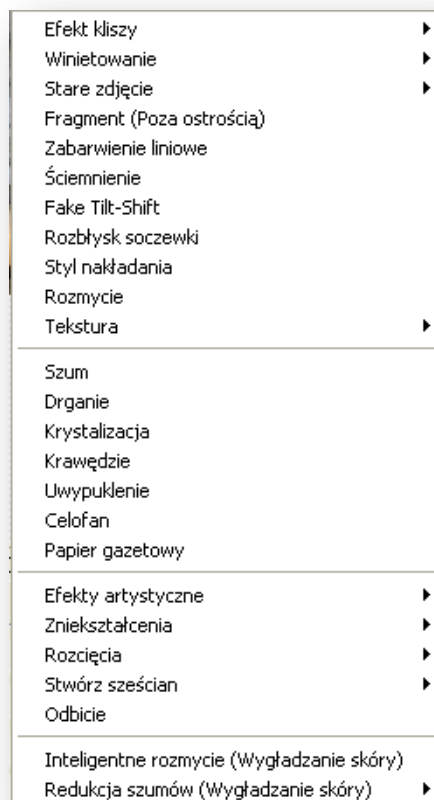 Efekt kliszy
Winietowanie
Stare zdjęcie
Fragment (Poza ostrością)
Zabarwienie liniowe
Ściemnienie
Fake Tilt-Shift
Rozbłysk soczewki
Styl nakładania
Rozmycie
Tekstura
Szum
Drganie
Krystalizacja
Krawędzie
Uwypuklenie
Celofan
Papier gazetowy
Efekty artystyczne
Zniekształcenia
Rozcięcia
Stwórz sześcian
Odbicie
Inteligentne rozmycie (Wygładzanie skóry)
Redukcja szumów (Wygładzanie skóry)